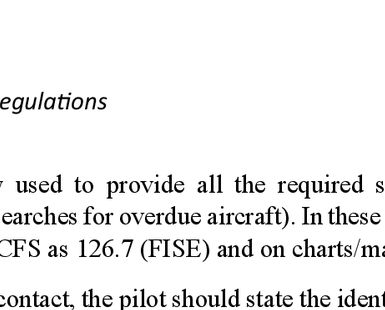 egulations
used to provide all the required
earches for overdue aircraft). In these
CFS as 126.7 (FISE) and on charts/ma
contact, the pilot should state the ident